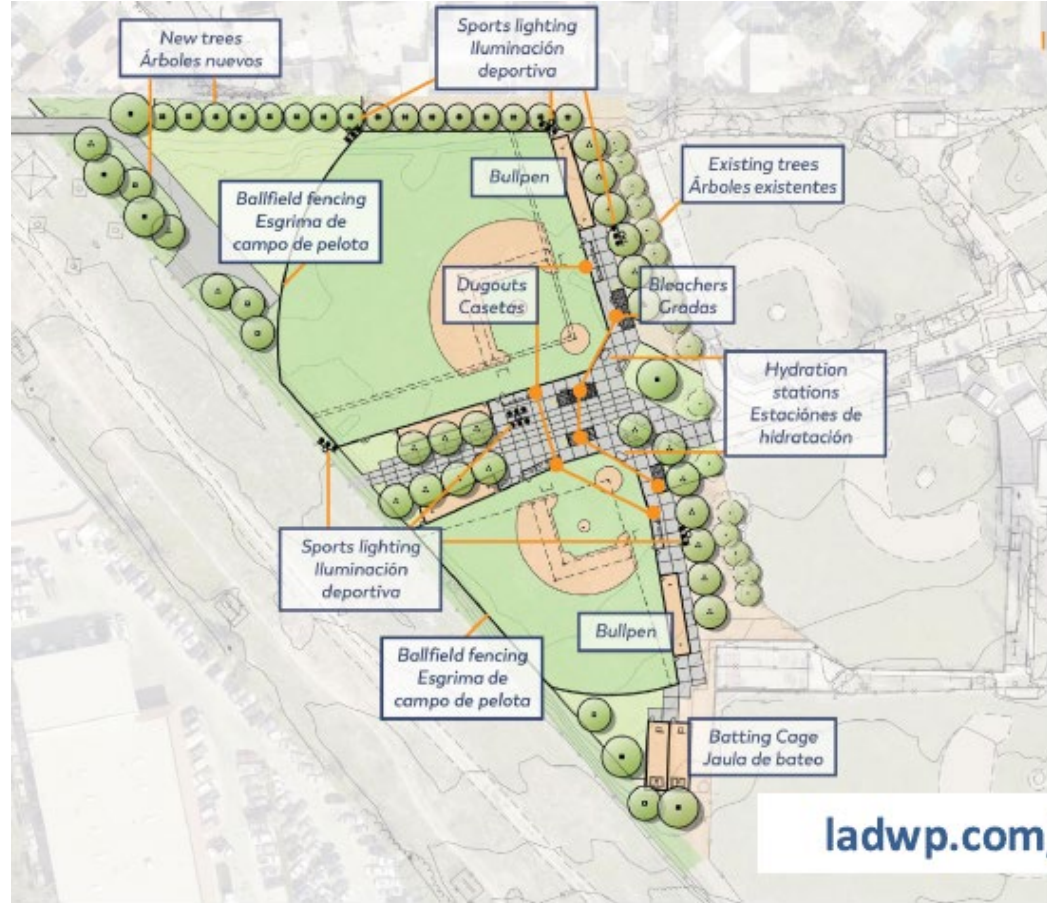 New trees
Árboles nuevos
Sports lighting
Iluminación
deportiva
Bullpen
Existing trees
Árboles existentes
Ballfield fencing
Esgrima de
campo de pelota
Dugouts
Casetas
Bleachers
Gradas
Hydration
stations
Estaciónes de
hidratación
Sports lighting
Iluminación
deportiva
Bullpen
Ballfield fencing
Esgrima de
campo de pelota
Batting Cage
Jaula de bateo
ladwp.com